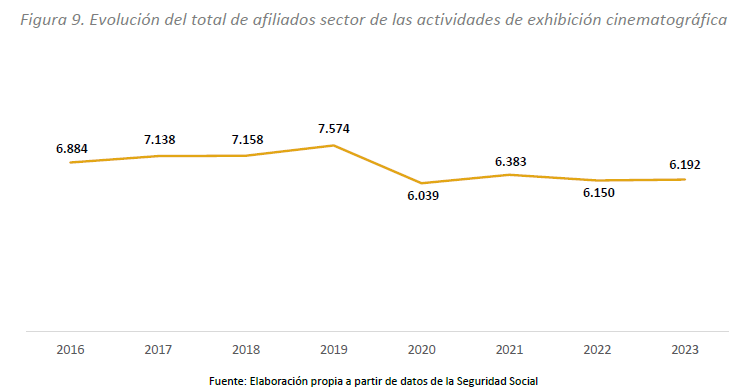 Figura 9. Evolución del total de afiliados sector de las actividades de exhibición cinematográfica
6.884
7.138
7.158
7.574
6.039
6.383
6.150
6.192
2016 2017 2018 2019 2020 2021 2022 2023
Fuente: Elaboración propia a partir de datos de la Seguridad Social